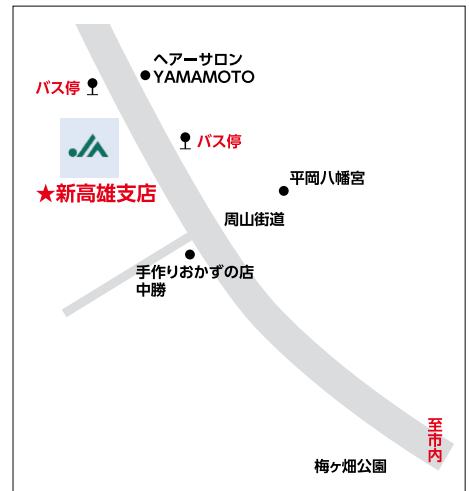 ヘアーサロン
YAMAMOTO
バス停
バス停
JA
★新高雄支店
平岡八幡宮
周山街道
手作りおかずの店
中勝
至市内
梅ヶ畑公園